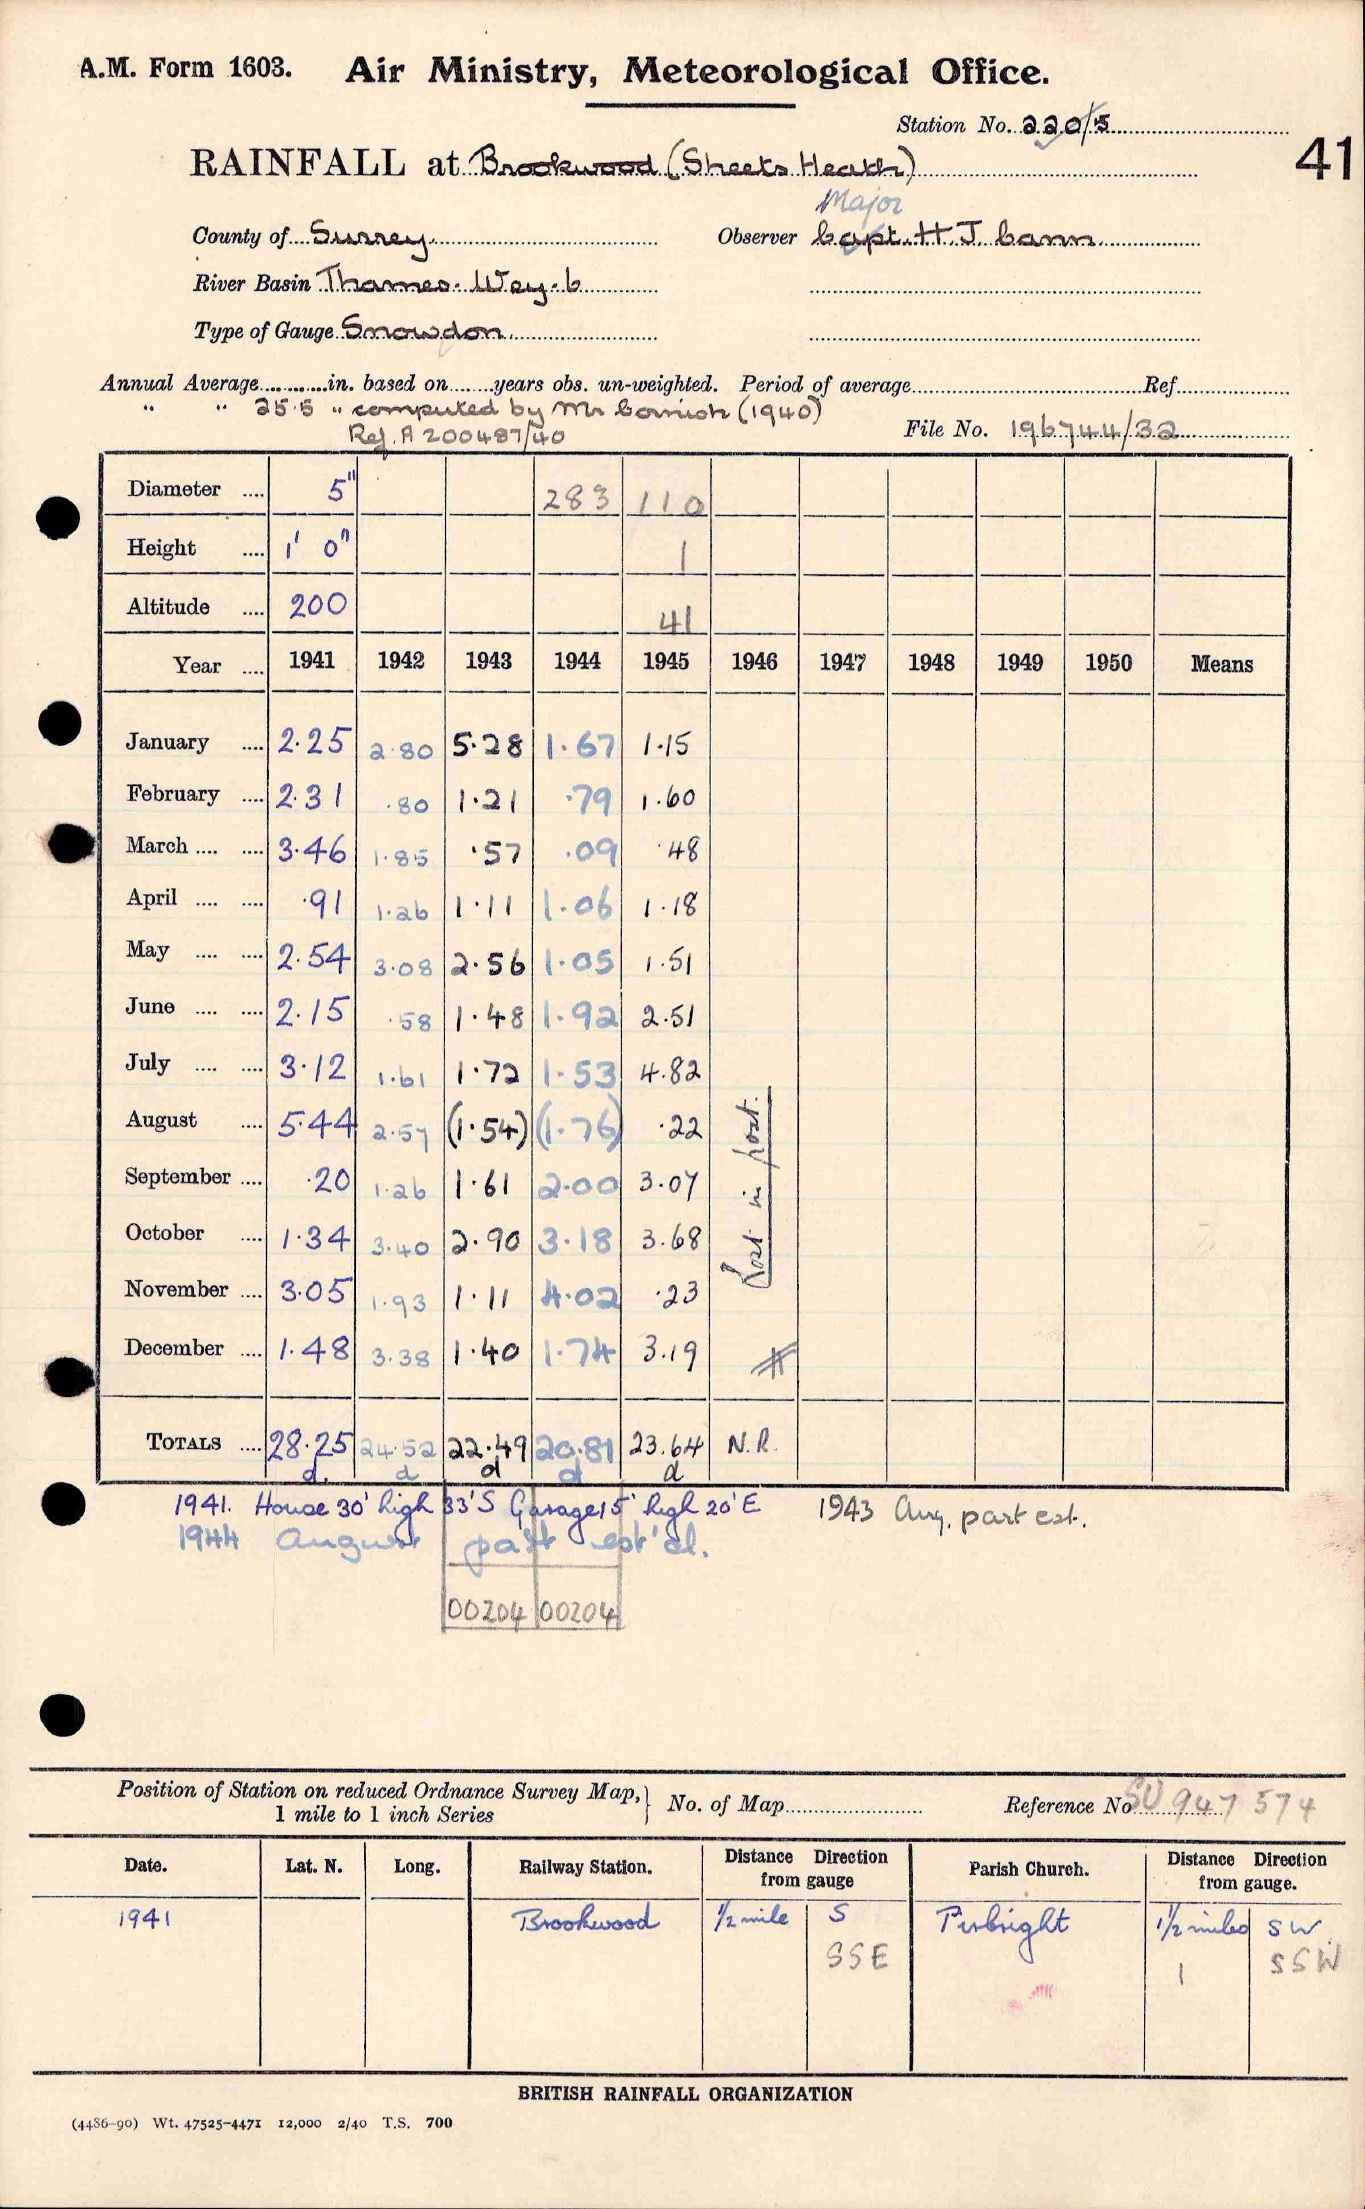 A.M. Form 1603. Air Ministry, Meteorological Office.
Station No. 220/5
41
RAINFALL at Brookwood (Sheets Heath)
Major
County of Surrey Observer Capt. H J Cann
River Basin Thames. Wey. 6
Type of Gauge Snowdon
Annual Average............in. based on........years obs. un-weighted. Period of average................Ref............
" " 25.5 " computed by Mr Cornish (1940)
Ref. A 200487/40 File No. 196744/32
Diameter .... 5" 283 110
Height .... 1' 0" 1
Altitude .... 200 41
Year .... 1941 1942 1943 1944 1945 1946 1947 1948 1949 1950 Means
January .... 2.25 2.80 5.28 1.67 1.15
February .... 2.31 .80 1.21 .79 1.60
March .... .... 3.46 1.85 .57 .09 .48
April .... .... .91 1.26 1.11 1.06 1.18
May .... .... 2.54 3.08 2.56 1.05 1.51
June .... .... 2.15 .58 1.48 1.92 2.51
July .... .... 3.12 1.61 1.72 1.53 4.82
August .... 5.44 2.57 (1.54) (1.76) .22
September .... .20 1.26 1.61 2.00 3.07
October .... 1.34 3.40 2.90 3.18 3.68
November .... 3.05 1.93 1.11 4.02 .23
December .... 1.48 3.38 1.40 1.74 3.19
Lost in post.
TOTALS .... 28.25 24.52 22.49 20.81 23.64 N.R.
d. d d d d
1941. House 30' high 33' S Garage 15' high 20' E 1943 Aug. part est.
1944 August part est'd.
00204 00204
Position of Station on reduced Ordnance Survey Map, } No. of Map............ Reference No SU 947 574
1 mile to 1 inch Series
Date. Lat. N. Long. Railway Station. Distance Direction from gauge Parish Church. Distance Direction from gauge.
1941 Brookwood 1/2 mile S Pirbright 1 1/2 miles SW
SSE 1 SSW
BRITISH RAINFALL ORGANIZATION
(4486-90) Wt. 47525-4471 12,000 2/40 T.S. 700